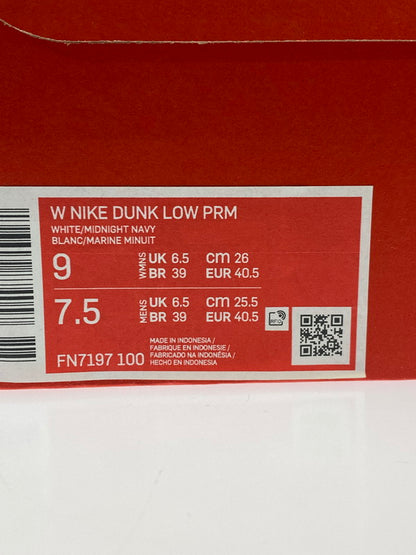 W NIKE DUNK LOW PRM
WHITE/MIDNIGHT NAVY
BLANC/MARINE MINUIT
9 WMNS UK 6.5 cm 26
BR 39 EUR 40.5
7.5 MENS UK 6.5 cm 25.5
BR 39 EUR 40.5
RFID
FN7197 100
MADE IN INDONESIA /
FABRIQUE EN INDONESIE /
FABRICADO NA INDONÉSIA /
HECHO EN INDONESIA